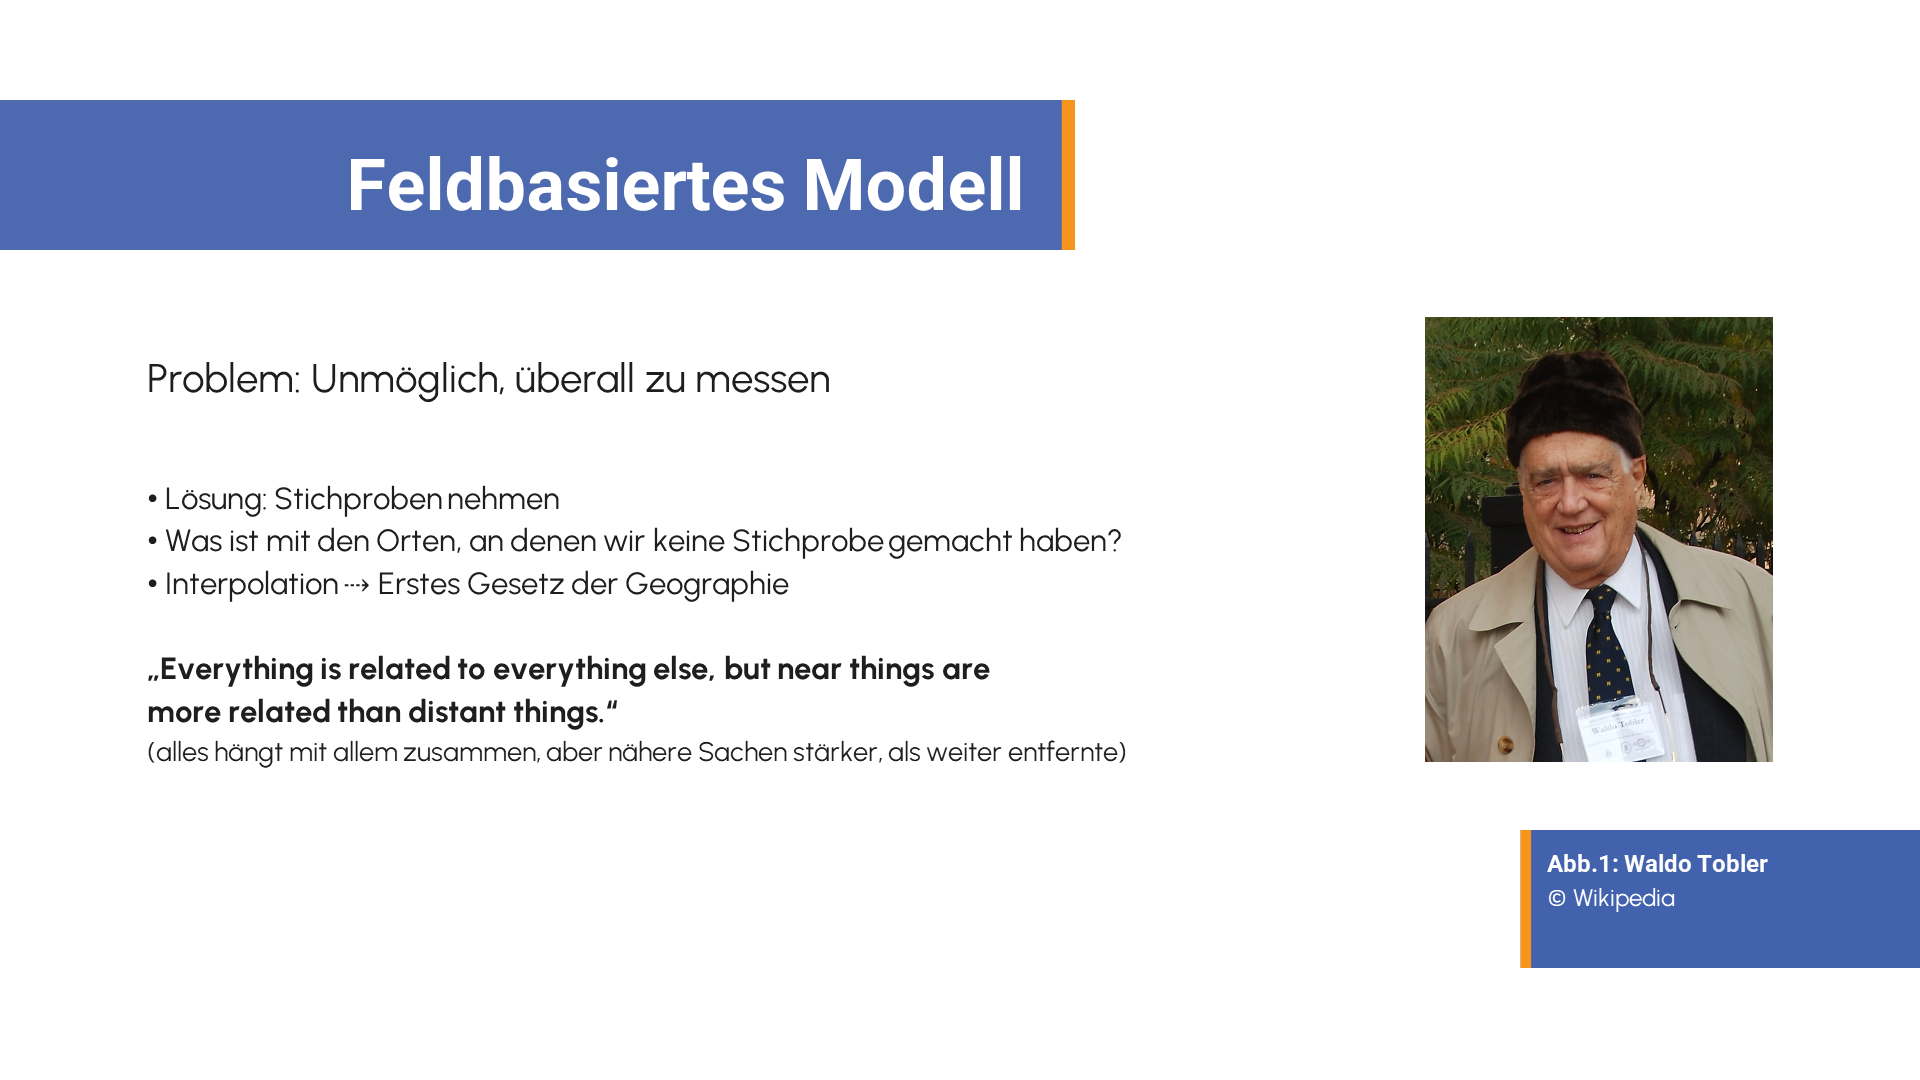 Feldbasiertes Modell
Problem: Unmöglich, überall zu messen
• Lösung: Stichproben nehmen
• Was ist mit den Orten, an denen wir keine Stichprobe gemacht haben?
• Interpolation ⤏ Erstes Gesetz der Geographie
„Everything is related to everything else, but near things are
more related than distant things.“
(alles hängt mit allem zusammen, aber nähere Sachen stärker, als weiter entfernte)
Waldo Tobler
Abb.1: Waldo Tobler
© Wikipedia